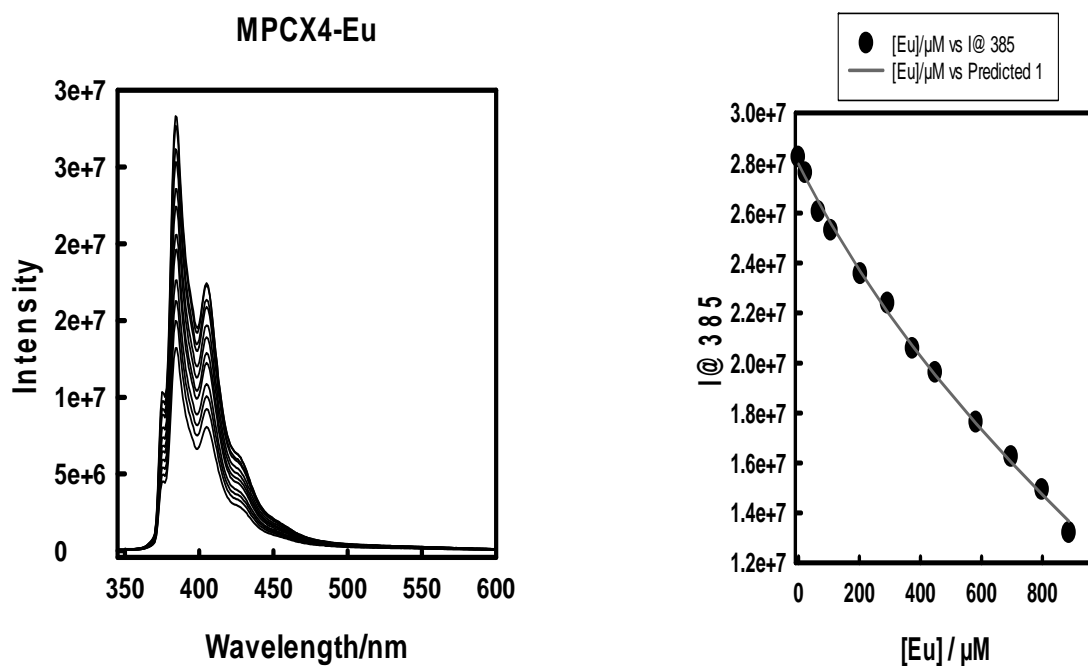 MPCX4-Eu
3e+7
3e+7
2e+7
2e+7
1e+7
5e+6
0
Intensity
350 400 450 500 550 600
Wavelength/nm
[Eu]/µM vs I@ 385
[Eu]/µM vs Predicted 1
3.0e+7
2.8e+7
2.6e+7
2.4e+7
2.2e+7
2.0e+7
1.8e+7
1.6e+7
1.4e+7
1.2e+7
I@ 385
0 200 400 600 800
[Eu] / µM